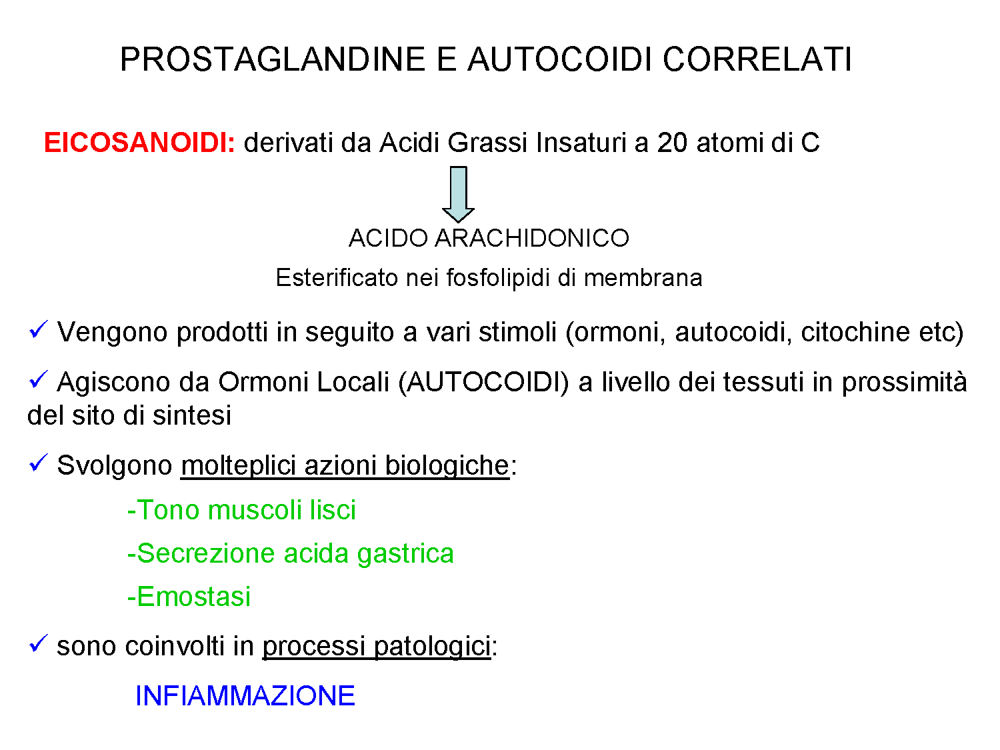 PROSTAGLANDINE E AUTOCOIDI CORRELATI
EICOSANOIDI: derivati da Acidi Grassi Insaturi a 20 atomi di C
ACIDO ARACHIDONICO
Esterificato nei fosfolipidi di membrana
✓ Vengono prodotti in seguito a vari stimoli (ormoni, autocoidi, citochine etc)
✓ Agiscono da Ormoni Locali (AUTOCOIDI) a livello dei tessuti in prossimità
del sito di sintesi
✓ Svolgono molteplici azioni biologiche:
-Tono muscoli lisci
-Secrezione acida gastrica
-Emostasi
✓ sono coinvolti in processi patologici:
INFIAMMAZIONE